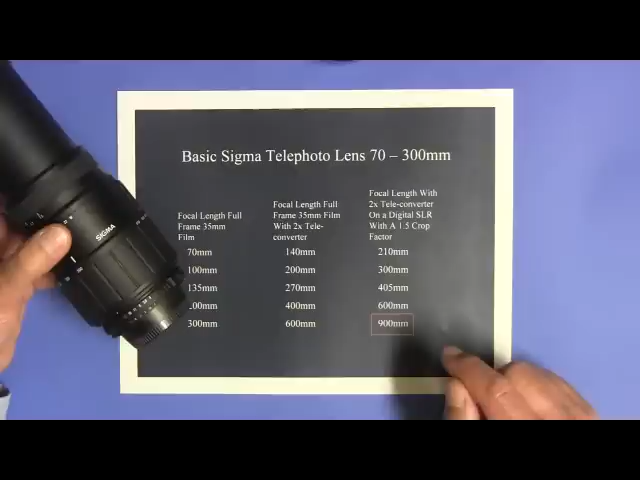 Basic Sigma Telephoto Lens 70 – 300mm
Focal Length Full
Frame 35mm
Film
Focal Length Full
Frame 35mm Film
With 2x Tele-
converter
Focal Length With
2x Tele-converter
On a Digital SLR
With A 1.5 Crop
Factor
70mm 140mm 210mm
100mm 200mm 300mm
135mm 270mm 405mm
00mm 400mm 600mm
300mm 600mm 900mm
SIGMA